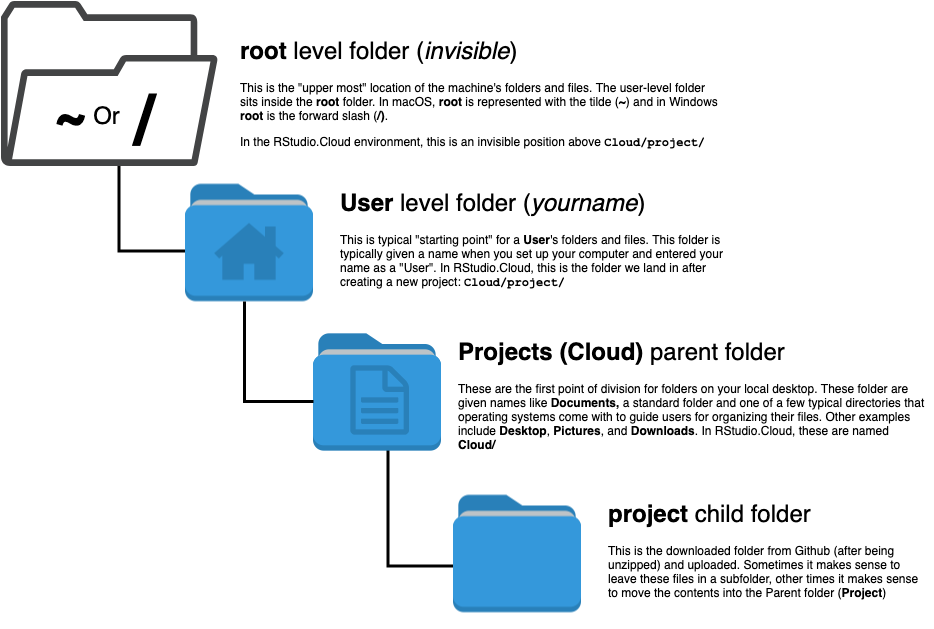 ~ Or /
root level folder (invisible)
This is the "upper most" location of the machine's folders and files. The user-level folder
sits inside the root folder. In macOS, root is represented with the tilde (~) and in Windows
root is the forward slash (/).
In the RStudio.Cloud environment, this is an invisible position above Cloud/project/
User level folder (yourname)
This is typical "starting point" for a User's folders and files. This folder is
typically given a name when you set up your computer and entered your
name as a "User". In RStudio.Cloud, this is the folder we land in after
creating a new project: Cloud/project/
Projects (Cloud) parent folder
These are the first point of division for folders on your local desktop. These folder are
given names like Documents, a standard folder and one of a few typical directories that
operating systems come with to guide users for organizing their files. Other examples
include Desktop, Pictures, and Downloads. In RStudio.Cloud, these are named
Cloud/
project child folder
This is the downloaded folder from Github (after being
unzipped) and uploaded. Sometimes it makes sense to
leave these files in a subfolder, other times it makes sense
to move the contents into the Parent folder (Project)